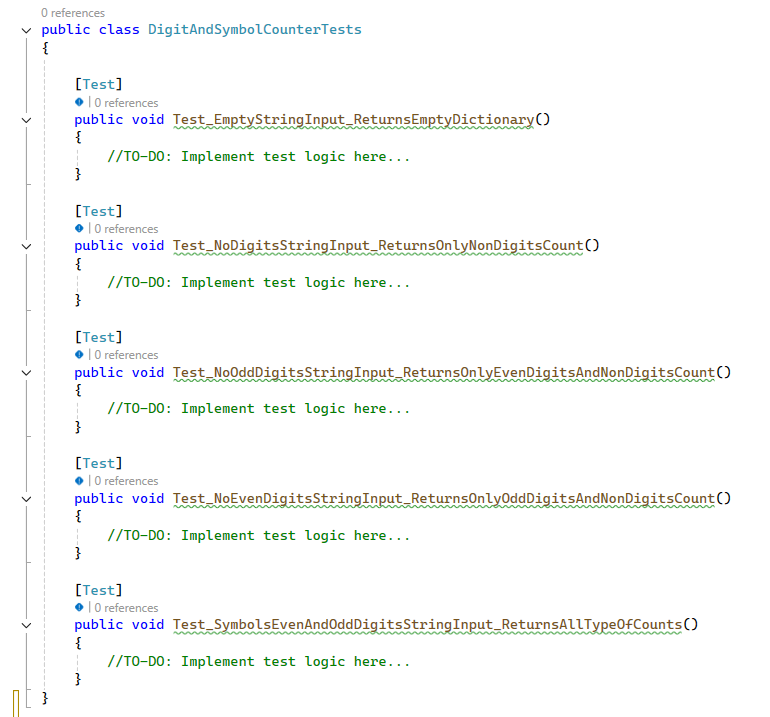 0 references
public class DigitAndSymbolCounterTests
{
[Test]
| 0 references
public void Test_EmptyStringInput_ReturnsEmptyDictionary()
{
//TO-DO: Implement test logic here...
}
[Test]
| 0 references
public void Test_NoDigitsStringInput_ReturnsOnlyNonDigitsCount()
{
//TO-DO: Implement test logic here...
}
[Test]
| 0 references
public void Test_NoOddDigitsStringInput_ReturnsOnlyEvenDigitsAndNonDigitsCount()
{
//TO-DO: Implement test logic here...
}
[Test]
| 0 references
public void Test_NoEvenDigitsStringInput_ReturnsOnlyOddDigitsAndNonDigitsCount()
{
//TO-DO: Implement test logic here...
}
[Test]
| 0 references
public void Test_SymbolsEvenAndOddDigitsStringInput_ReturnsAllTypeOfCounts()
{
//TO-DO: Implement test logic here...
}
}